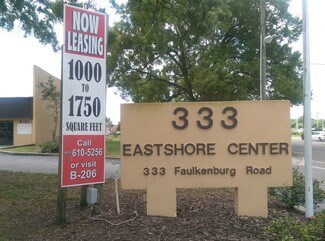 NOW
LEASING
1000
TO
1750
SQUARE FEET
Call
610-5256
or visit
B-206
333
EASTSHORE CENTER
333 Faulkenburg Road